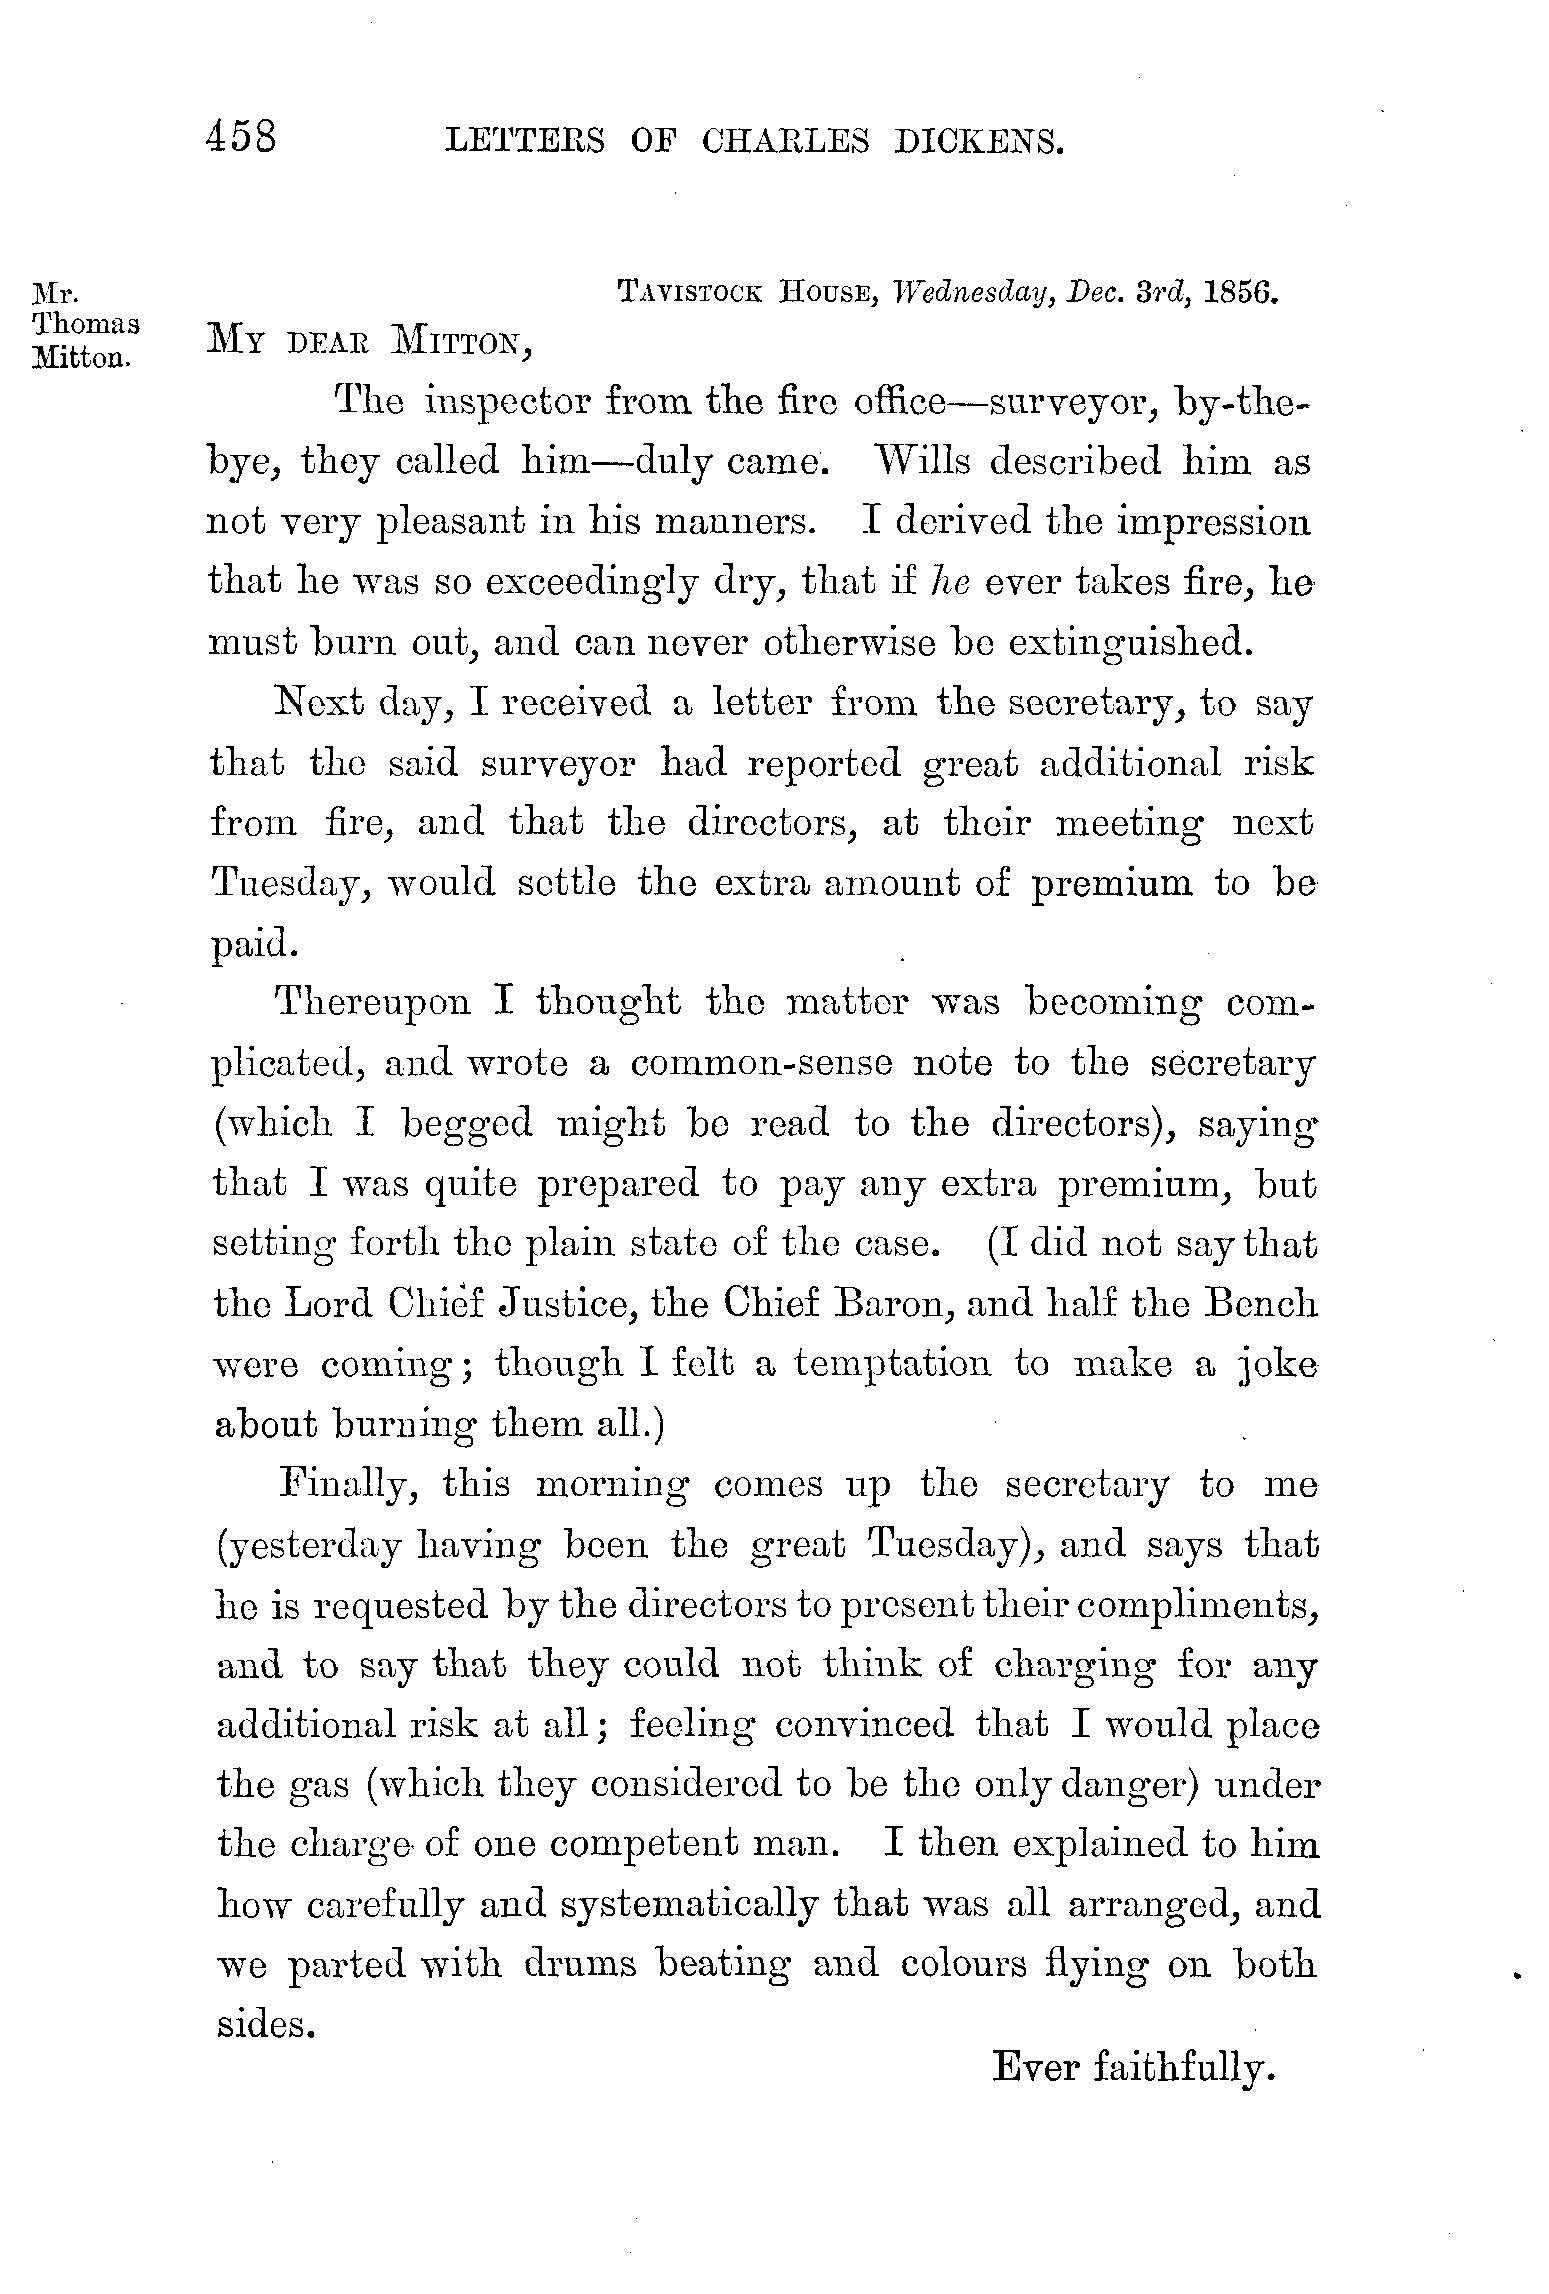 458 LETTERS OF CHARLES DICKENS.
Mr.
Thomas
Mitton.
TAVISTOCK HOUSE, Wednesday, Dec. 3rd, 1856.
MY DEAR MITTON,
The inspector from the fire office—surveyor, by-the-
bye, they called him—duly came. Wills described him as
not very pleasant in his manners. I derived the impression
that he was so exceedingly dry, that if he ever takes fire, he
must burn out, and can never otherwise be extinguished.
Next day, I received a letter from the secretary, to say
that the said surveyor had reported great additional risk
from fire, and that the directors, at their meeting next
Tuesday, would settle the extra amount of premium to be
paid.
Thereupon I thought the matter was becoming com-
plicated, and wrote a common-sense note to the secretary
(which I begged might be read to the directors), saying
that I was quite prepared to pay any extra premium, but
setting forth the plain state of the case. (I did not say that
the Lord Chief Justice, the Chief Baron, and half the Bench
were coming; though I felt a temptation to make a joke
about burning them all.)
Finally, this morning comes up the secretary to me
(yesterday having been the great Tuesday), and says that
he is requested by the directors to present their compliments,
and to say that they could not think of charging for any
additional risk at all; feeling convinced that I would place
the gas (which they considered to be the only danger) under
the charge of one competent man. I then explained to him
how carefully and systematically that was all arranged, and
we parted with drums beating and colours flying on both
sides.
Ever faithfully.